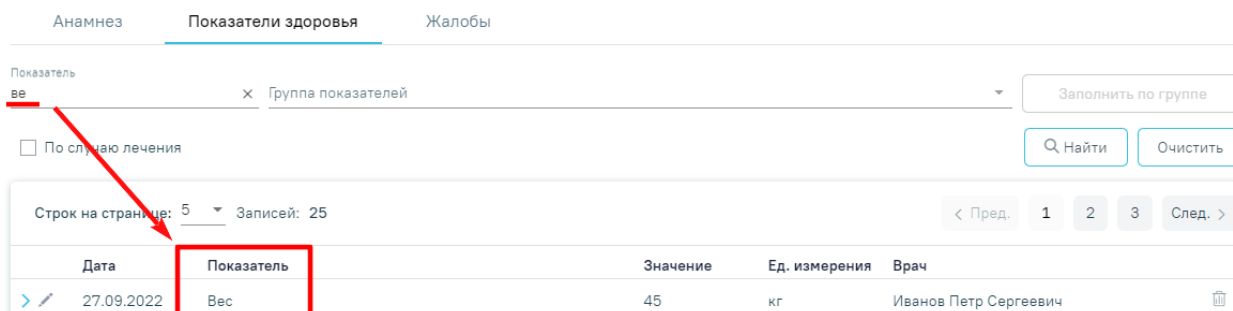 Анамнез Показатели здоровья Жалобы
Показатель
ве × Группа показателей Заполнить по группе
По случаю лечения Найти Очистить
Строк на странице: 5 Записей: 25 < Пред. 1 2 3 След. >
Дата Показатель Значение Ед. измерения Врач
27.09.2022 Вес 45 кг Иванов Петр Сергеевич